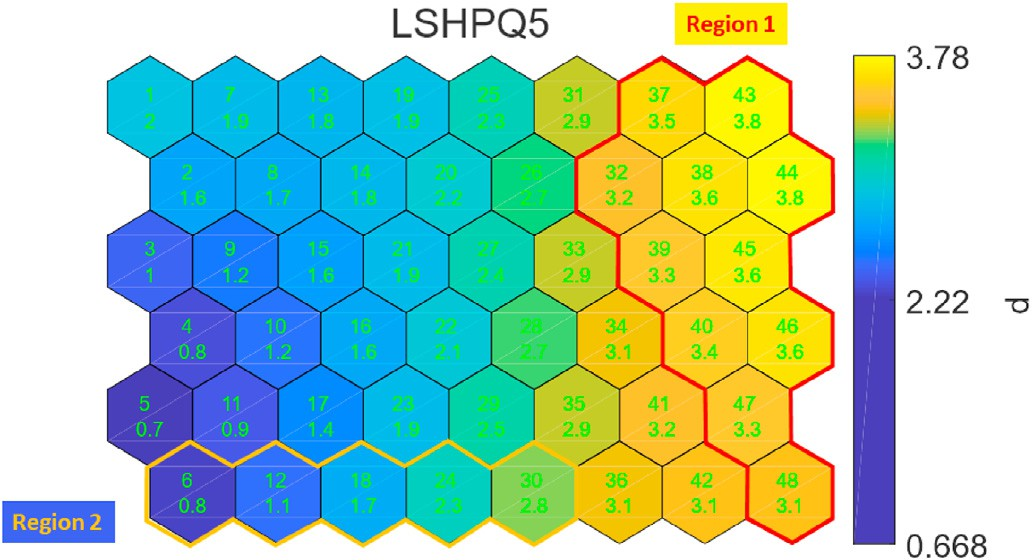 LSHPQ5
Region 1
3.78
1 7 13 19 25 31 37 43
2 1.9 1.8 1.9 2.3 2.9 3.5 3.8
2 8 14 20 26 32 38 44
1.6 1.7 1.8 2.2 2.7 3.2 3.6 3.8
3 9 15 21 27 33 39 45
1 1.2 1.6 1.9 2.4 2.9 3.3 3.6
2.22
d
4 10 16 22 28 34 40 46
0.8 1.2 1.6 2.1 2.7 3.1 3.4 3.6
5 11 17 23 29 35 41 47
0.7 0.9 1.4 1.9 2.5 2.9 3.2 3.3
6 12 18 24 30 36 42 48
0.8 1.1 1.7 2.3 2.8 3.1 3.1 3.1
Region 2
0.668